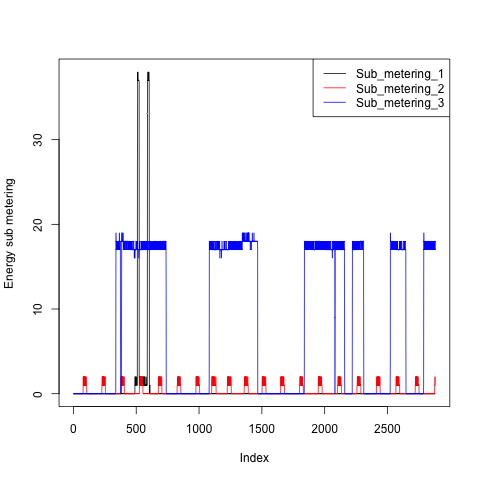 Sub_metering_1
Sub_metering_2
Sub_metering_3
Energy sub metering
30
20
10
0
0 500 1000 1500 2000 2500
Index